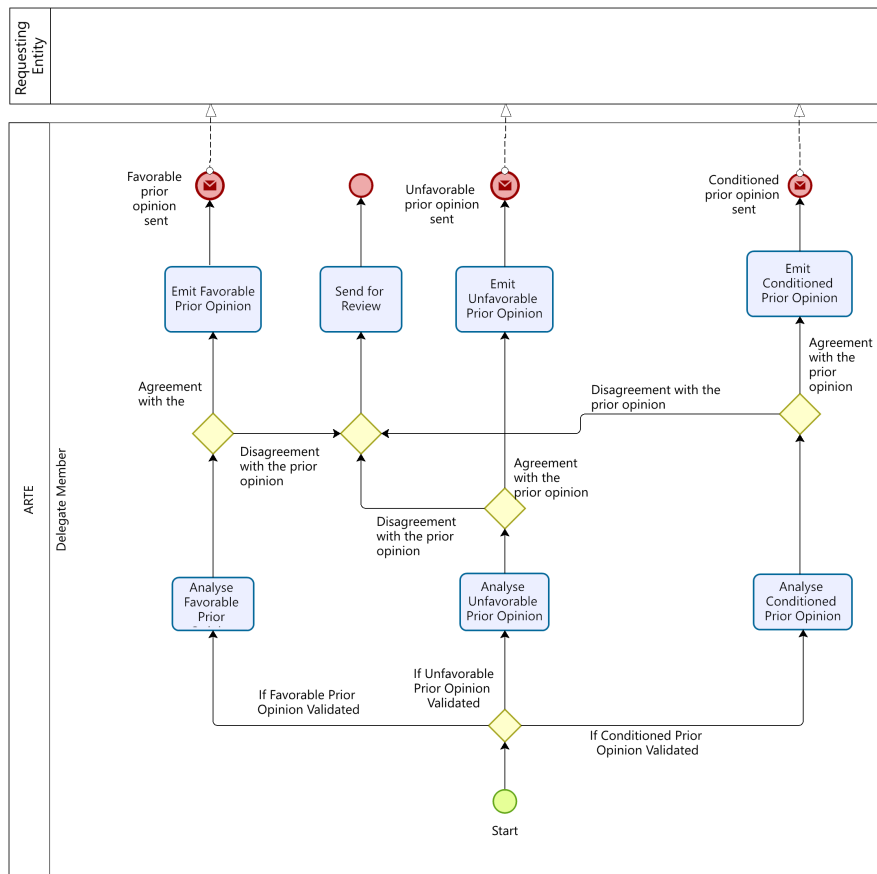 Requesting
Entity
ARTE
Delegate Member
Favorable
prior
opinion
sent
Unfavorable
prior opinion
sent
Conditioned
prior opinion
sent
Emit Favorable
Prior Opinion
Send for
Review
Emit
Unfavorable
Prior Opinion
Emit
Conditioned
Prior Opinion
Agreement
with the
Disagreement
with the prior
opinion
Disagreement with the
prior opinion
Agreement
with the
prior
opinion
Agreement
with the
prior opinion
Disagreement
with the prior
opinion
Analyse
Favorable
Prior
Analyse
Unfavorable
Prior Opinion
Analyse
Conditioned
Prior Opinion
If Favorable Prior
Opinion Validated
If Unfavorable
Prior Opinion
Validated
If Conditioned Prior
Opinion Validated
Start